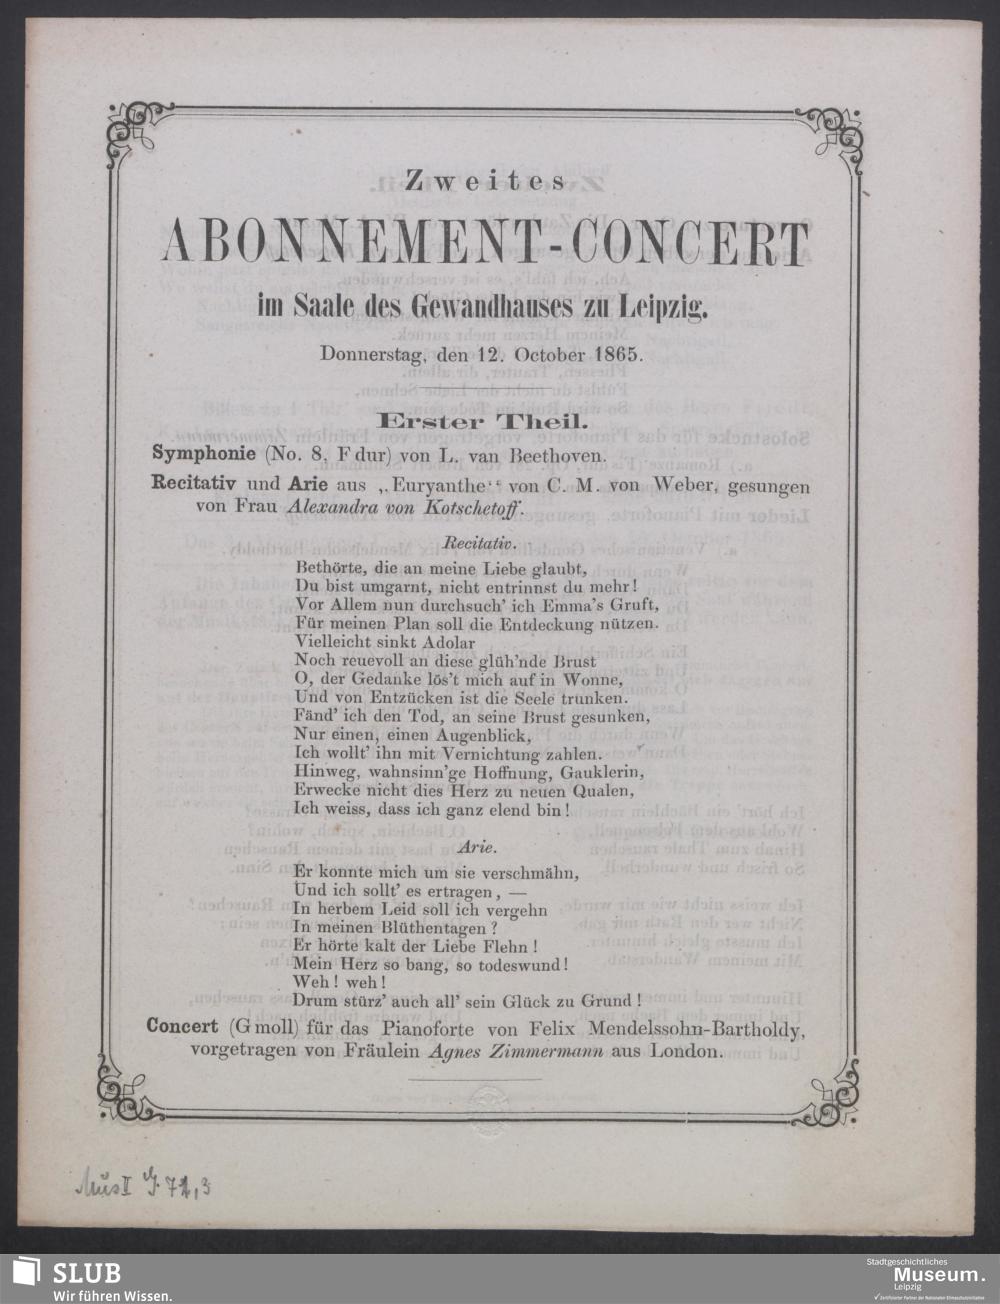 Zweites
ABONNEMENT-CONCERT
im Saale des Gewandhauses zu Leipzig.
Donnerstag, den 12. October 1865.
Erster Theil.
Symphonie (No. 8, F dur) von L. van Beethoven.
Recitativ und Arie aus „Euryanthe“ von C. M. von Weber, gesungen
von Frau Alexandra von Kotschetoff.
Recitativ.
Bethörte, die an meine Liebe glaubt,
Du bist umgarnt, nicht entrinnst du mehr!
Vor Allem nun durchsuch' ich Emma's Gruft,
Für meinen Plan soll die Entdeckung nützen.
Vielleicht sinkt Adolar
Noch reuevoll an diese glüh'nde Brust
O, der Gedanke lös't mich auf in Wonne,
Und von Entzücken ist die Seele trunken.
Fänd' ich den Tod, an seine Brust gesunken,
Nur einen, einen Augenblick,
Ich wollt' ihn mit Vernichtung zahlen.
Hinweg, wahnsinn'ge Hoffnung, Gauklerin,
Erwecke nicht dies Herz zu neuen Qualen,
Ich weiss, dass ich ganz elend bin!
Arie.
Er konnte mich um sie verschmähn,
Und ich sollt' es ertragen, —
In herbem Leid soll ich vergehn
In meinen Blüthentagen?
Er hörte kalt der Liebe Flehn!
Mein Herz so bang, so todeswund!
Weh! weh!
Drum stürz' auch all' sein Glück zu Grund!
Concert (G moll) für das Pianoforte von Felix Mendelssohn-Bartholdy,
vorgetragen von Fräulein Agnes Zimmermann aus London.
MusII J. 72,3
SLUB
Wir führen Wissen.
Stadtgeschichtliches
Museum.
Leipzig
Zertifizierter Partner der Nationalen Klimaschutzinitiative